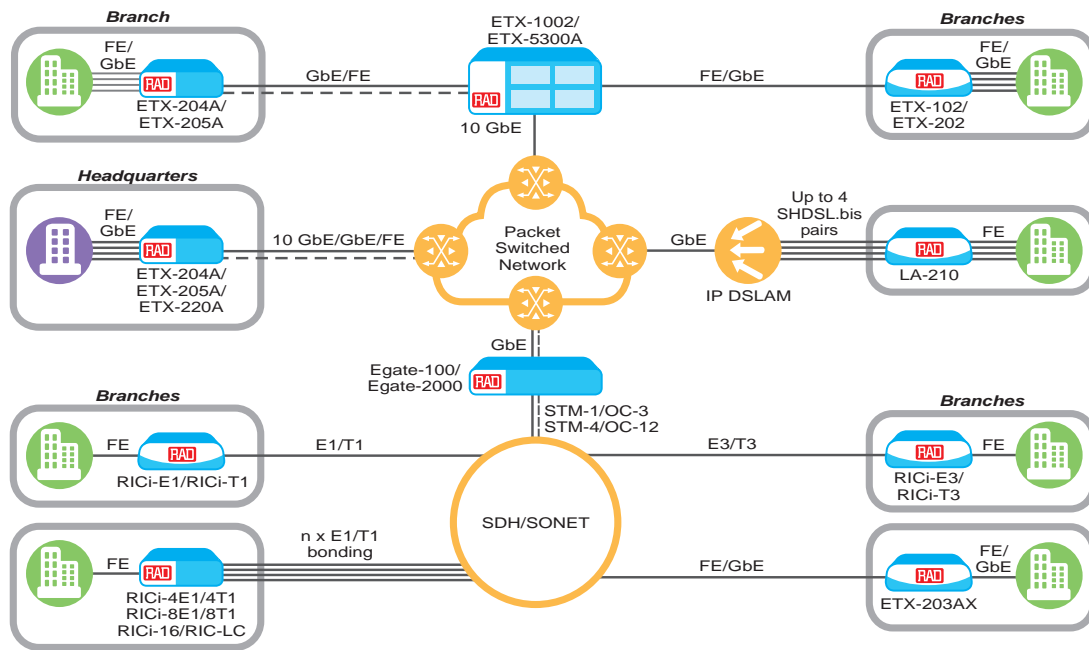 Branch
FE/
GbE
RAD
ETX-204A/
ETX-205A
GbE/FE
ETX-1002/
ETX-5300A
RAD
10 GbE
FE/GbE
Branches
FE/
GbE
RAD
ETX-102/
ETX-202
Headquarters
FE/
GbE
RAD
ETX-204A/
ETX-205A/
ETX-220A
10 GbE/GbE/FE
Packet
Switched
Network
GbE
IP DSLAM
Up to 4
SHDSL.bis
pairs
RAD
FE
LA-210
GbE
Egate-100/
Egate-2000
RAD
STM-1/OC-3
STM-4/OC-12
Branches
FE
RAD
RICi-E1/RICi-T1
E1/T1
SDH/SONET
E3/T3
Branches
RAD
FE
RICi-E3/
RICi-T3
FE
RAD
RICi-4E1/4T1
RICi-8E1/8T1
RICi-16/RIC-LC
n x E1/T1
bonding
FE/GbE
RAD
FE/
GbE
ETX-203AX